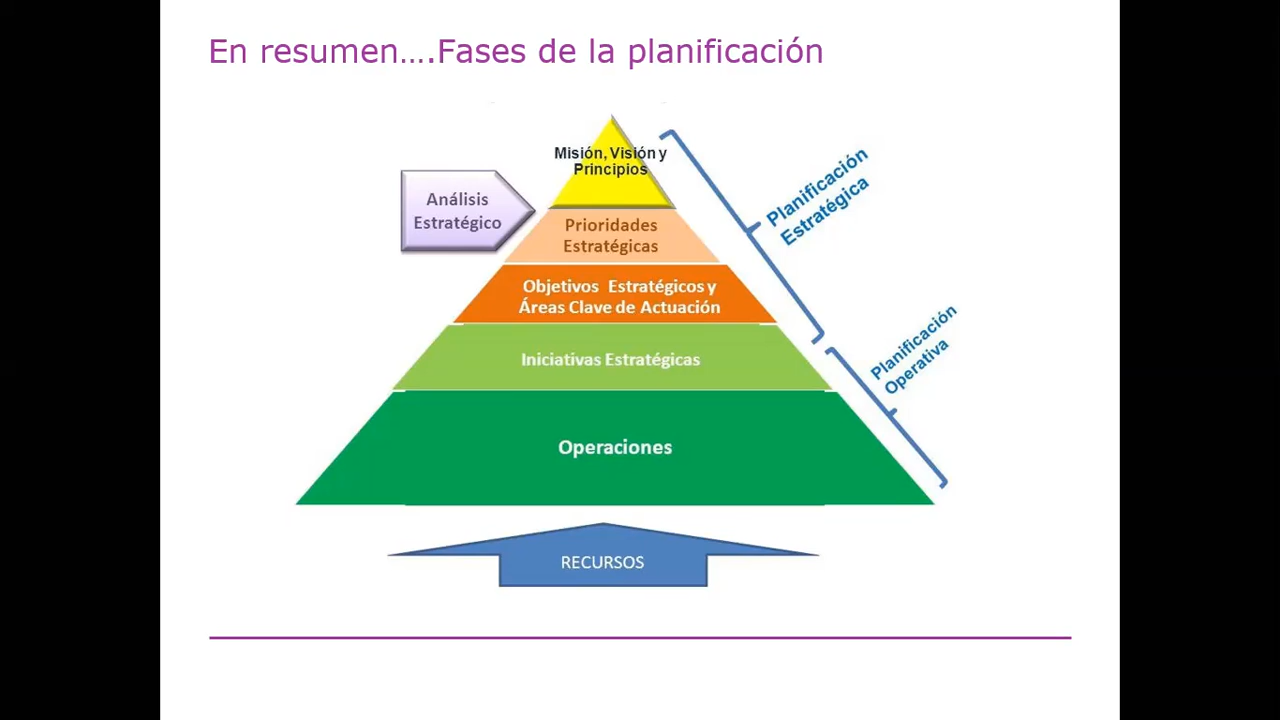 En resumen….Fases de la planificación
Misión, Visión y
Principios
Análisis
Estratégico
Prioridades
Estratégicas
Objetivos Estratégicos y
Áreas Clave de Actuación
Iniciativas Estratégicas
Operaciones
RECURSOS
Planificación
Estratégica
Planificación
Operativa